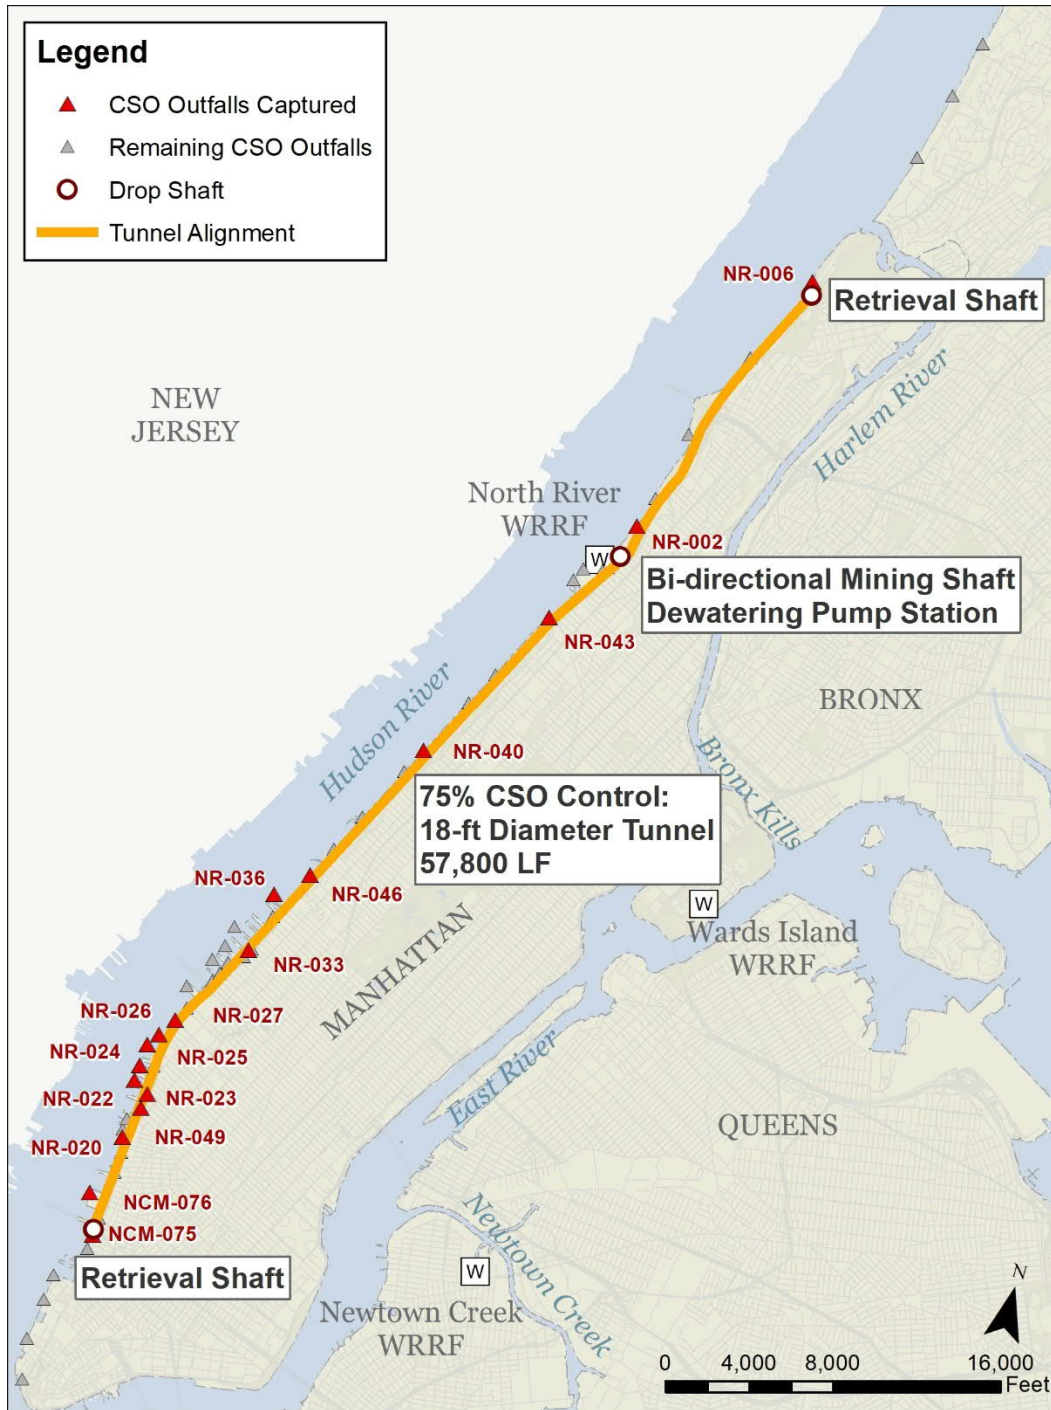 Legend
CSO Outfalls Captured
Remaining CSO Outfalls
Drop Shaft
Tunnel Alignment
NR-006
Retrieval Shaft
Harlem River
NEW
JERSEY
North River
WRRF
W
NR-002
Bi-directional Mining Shaft
Dewatering Pump Station
NR-043
Hudson River
BRONX
NR-040
Bronx Kills
75% CSO Control:
18-ft Diameter Tunnel
57,800 LF
NR-036
NR-046
W
Wards Island
WRRF
MANHATTAN
NR-033
NR-026
NR-027
NR-024
NR-025
East River
NR-022
NR-023
QUEENS
NR-049
NR-020
NCM-076
NCM-075
Newtown Creek
Retrieval Shaft
W
Newtown Creek
WRRF
N
0 4,000 8,000 16,000
Feet